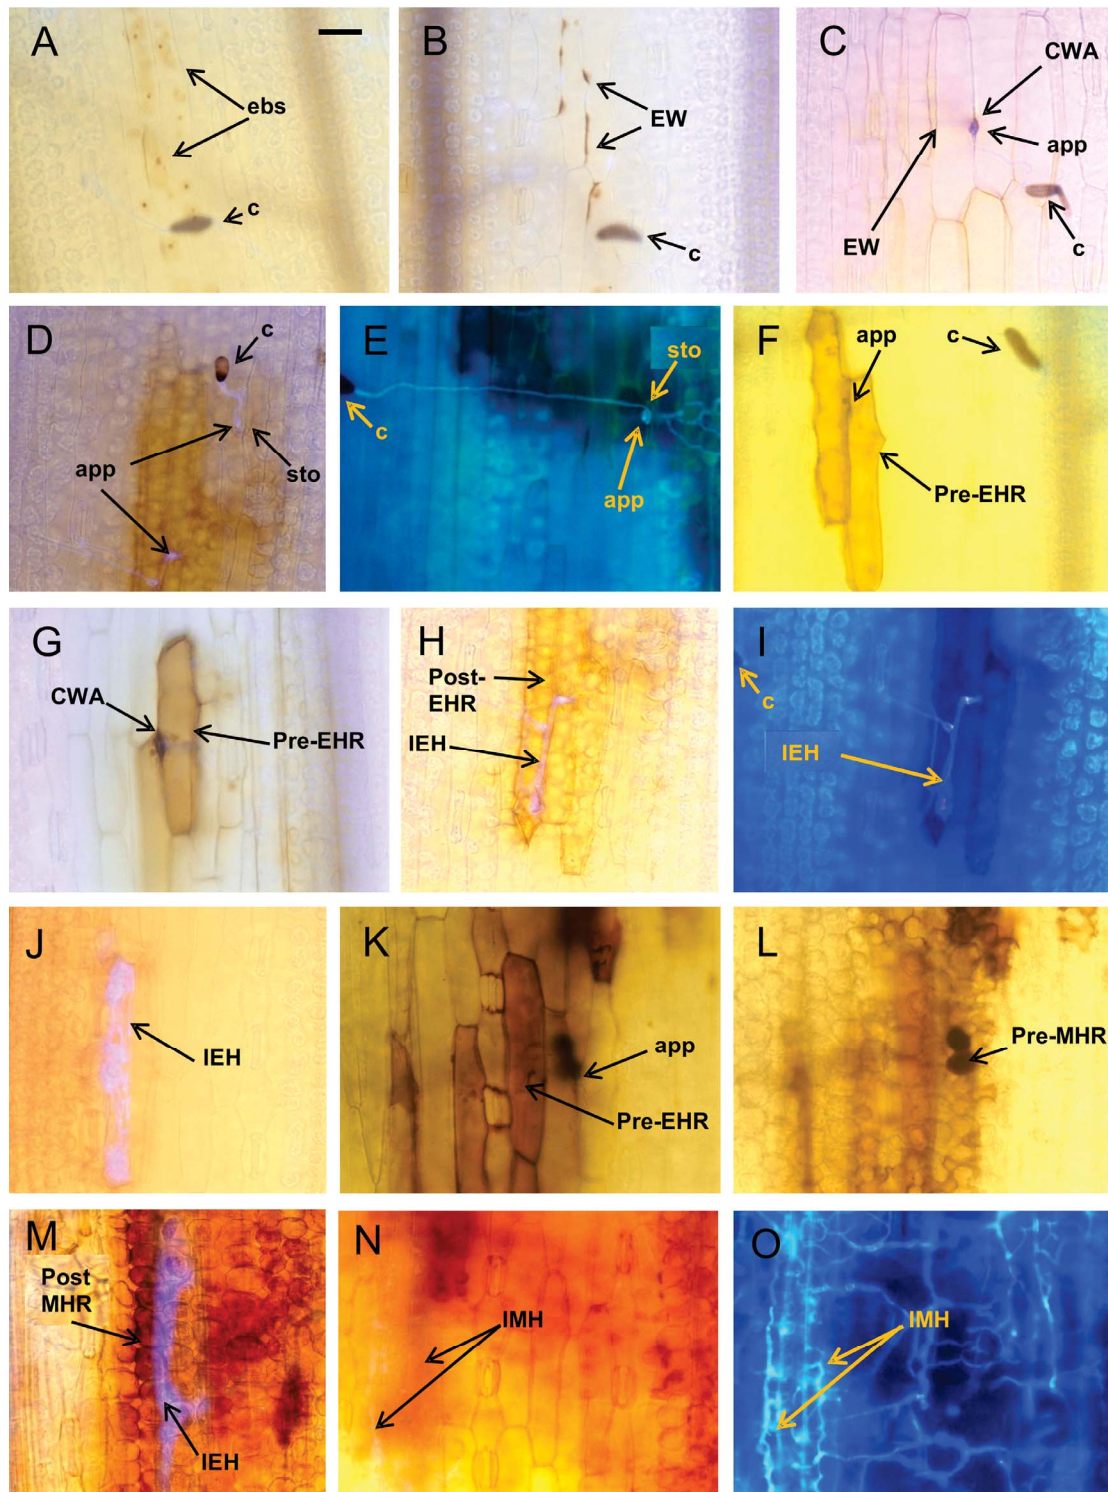 A
ebs
c
B
EW
c
C
CWA
app
EW
c
D
c
app
sto
E
sto
c
app
F
app
c
Pre-EHR
G
CWA
Pre-EHR
H
Post-
EHR
IEH
I
c
IEH
J
IEH
K
app
Pre-EHR
L
Pre-MHR
M
Post
MHR
IEH
N
IMH
O
IMH